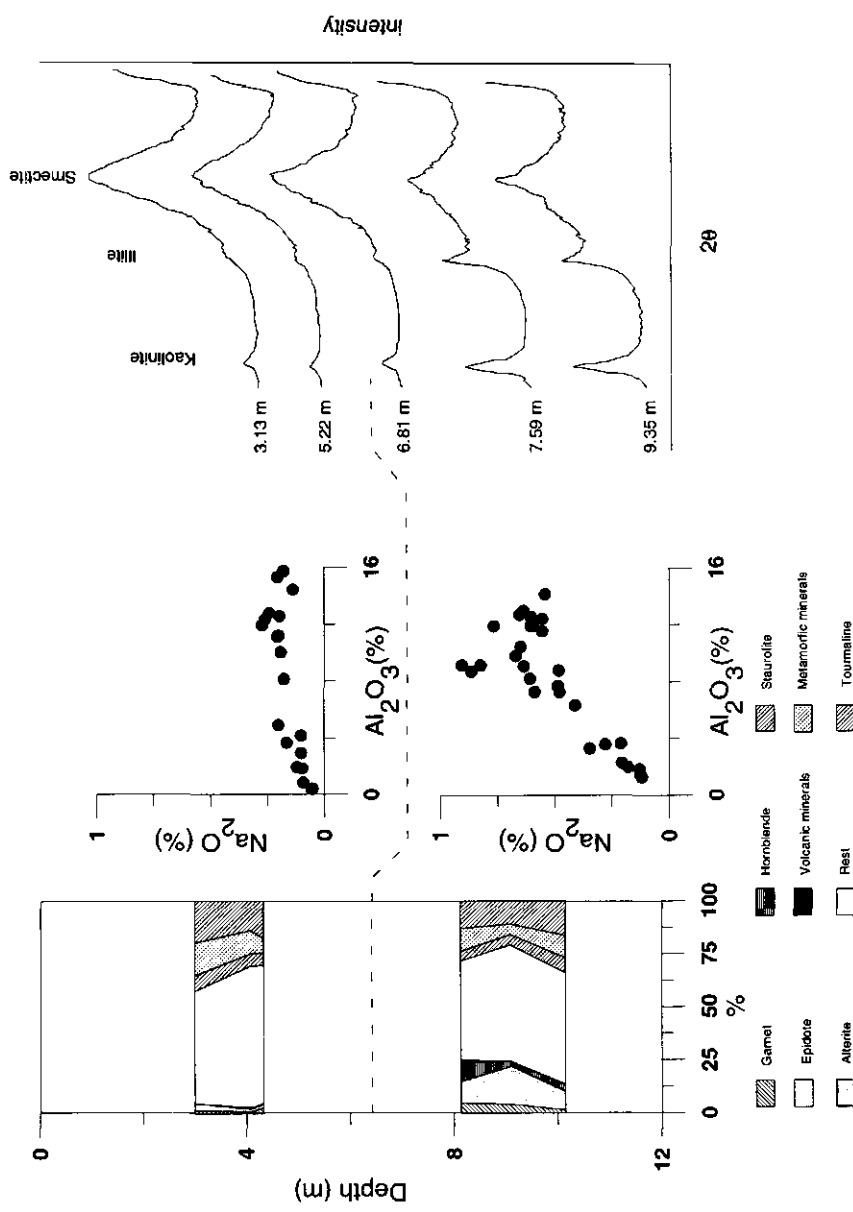 Depth (m)
0
4
8
12
0
25
50
75
100
%
Na2O (%)
1
0
Al2O3(%)
0
16
Na2O (%)
1
0
Al2O3(%)
0
16
Kaolinite
Illite
Smectite
3.13 m
5.22 m
6.81 m
7.59 m
9.35 m
2θ
intensity
Garnet
Hornblende
Staurolite
Epidote
Volcanic minerals
Metamorfic minerals
Alterite
Rest
Tourmaline